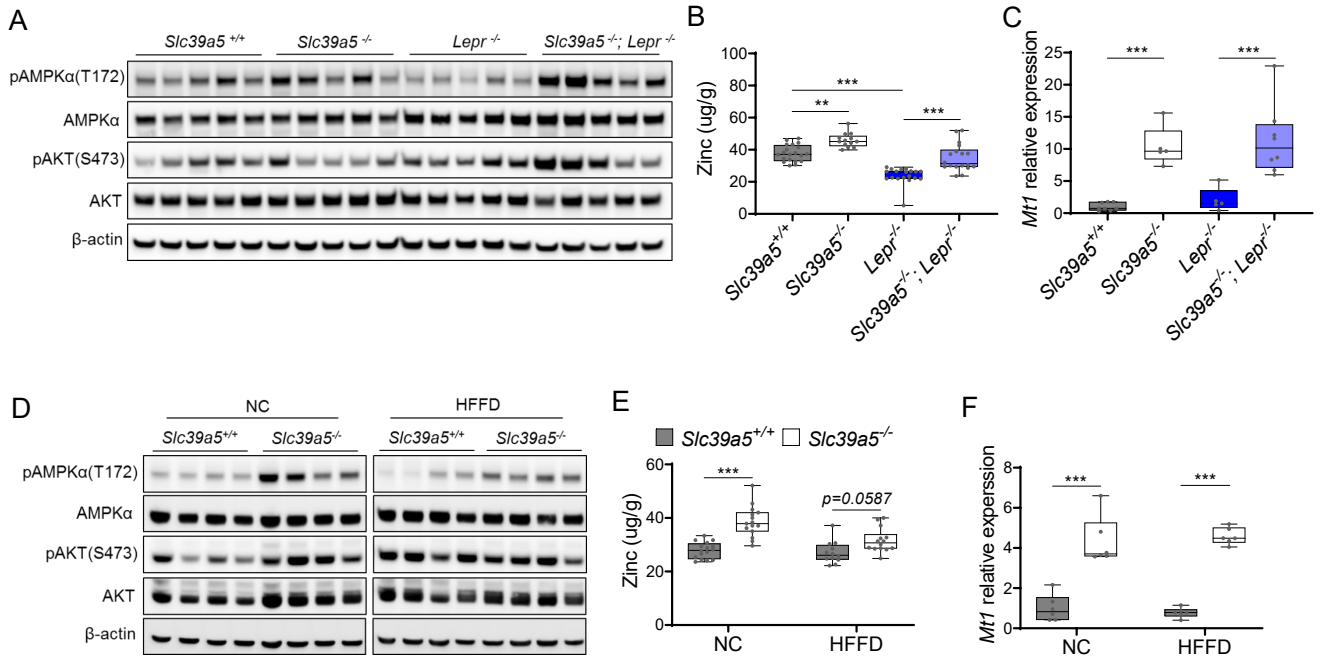 A
Slc39a5 +/+ Slc39a5 -/- Lepr -/- Slc39a5 -/-; Lepr -/-
pAMPKα(T172)
AMPKα
pAKT(S473)
AKT
β-actin
B
Zinc (ug/g)
100
80
60
40
20
0
***
**
***
Slc39a5+/+
Slc39a5-/-
Lepr-/-
Slc39a5-/-; Lepr-/-
C
Mt1 relative expression
25
20
15
10
5
0
***
***
Slc39a5+/+
Slc39a5-/-
Lepr-/-
Slc39a5-/-; Lepr-/-
D
NC HFFD
Slc39a5+/+ Slc39a5-/- Slc39a5+/+ Slc39a5-/-
pAMPKα(T172)
AMPKα
pAKT(S473)
AKT
β-actin
E
Slc39a5+/+ Slc39a5-/-
Zinc (ug/g)
60
40
20
0
***
p=0.0587
NC HFFD
F
Mt1 relative experssion
8
6
4
2
0
***
***
NC HFFD